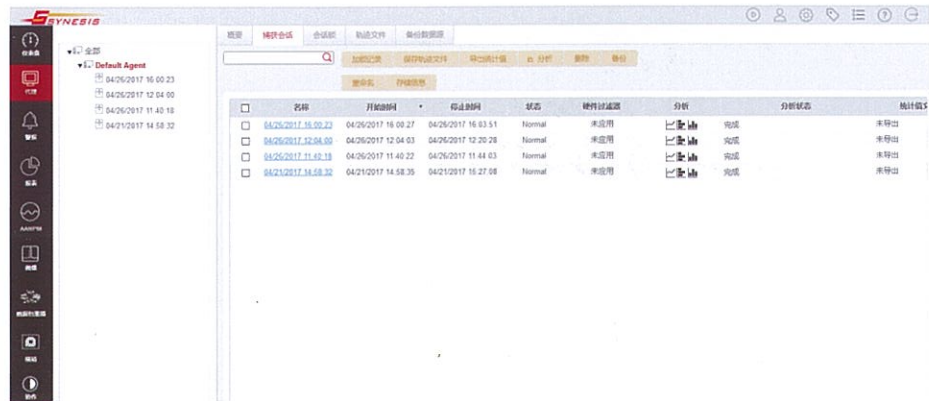 SYNESIS
仪表盘
代理
警报
报表
AANPM
协作
全部
Default Agent
04/26/2017 16 00 23
04/26/2017 12 04 00
04/26/2017 11 40 18
04/21/2017 14 58 32
概要 捕获会话 会话组 轨迹文件 备份数据源
加载记录 保存轨迹文件 导出统计值 分析 删除 备份
重命名 存储信息
名称 开始时间 停止时间 状态 硬件过滤器 分析 分析状态 统计值
04/26/2017 16 00 23 04/26/2017 16 00 27 04/26/2017 16 03 51 Normal 未应用 完成 未导出
04/26/2017 12:04:00 04/26/2017 12 04 03 04/26/2017 12 20 28 Normal 未应用 完成 未导出
04/26/2017 11:40:18 04/26/2017 11 40 22 04/26/2017 11 44 03 Normal 未应用 完成 未导出
04/21/2017 14:58:32 04/21/2017 14 58 35 04/21/2017 15 27 08 Normal 未应用 完成 未导出